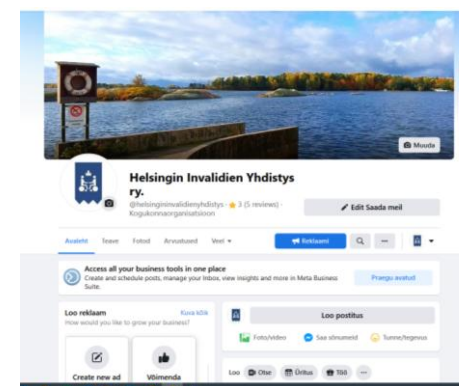 Muuda
Helsingin Invalidien Yhdistys
ry.
@helsingininvalidienyhdistys · 3 (5 reviews) ·
Kogukonnaorganisatsioon
Edit Saada meil
Avaleht Teave Fotod Arvustused Veel
Reklaami
Access all your business tools in one place
Create and schedule posts, manage your Inbox, view insights and more in Meta Business
Suite.
Praegu avatud
Loo reklaam Kuva kõik
How would you like to grow your business?
Create new ad Võimenda
Loo postitus
Foto/video Saa sõnumeid Tunne/tegevus
Loo Otse Üritus Töö